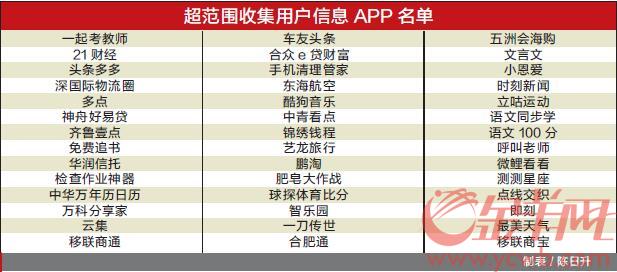 超范围收集用户信息 APP 名单
一起考教师 车友头条 五洲会海购
21 财经 合众 e 贷财富 文言文
头条多多 手机清理管家 小恩爱
深国际物流圈 东海航空 时刻新闻
多点 酷狗音乐 立咕运动
神舟好易贷 中青看点 语文同步学
齐鲁壹点 锦绣钱程 语文 100 分
免费追书 艺龙旅行 呼叫老师
华润信托 鹏淘 微鲤看看
检查作业神器 肥皂大作战 测测星座
中华万年历日历 球探体育比分 点线交织
万科分享家 智乐园 即刻
云集 一刀传世 最美天气
移联商通 合肥通 移联商宝
金羊网
制表 / 陈日升